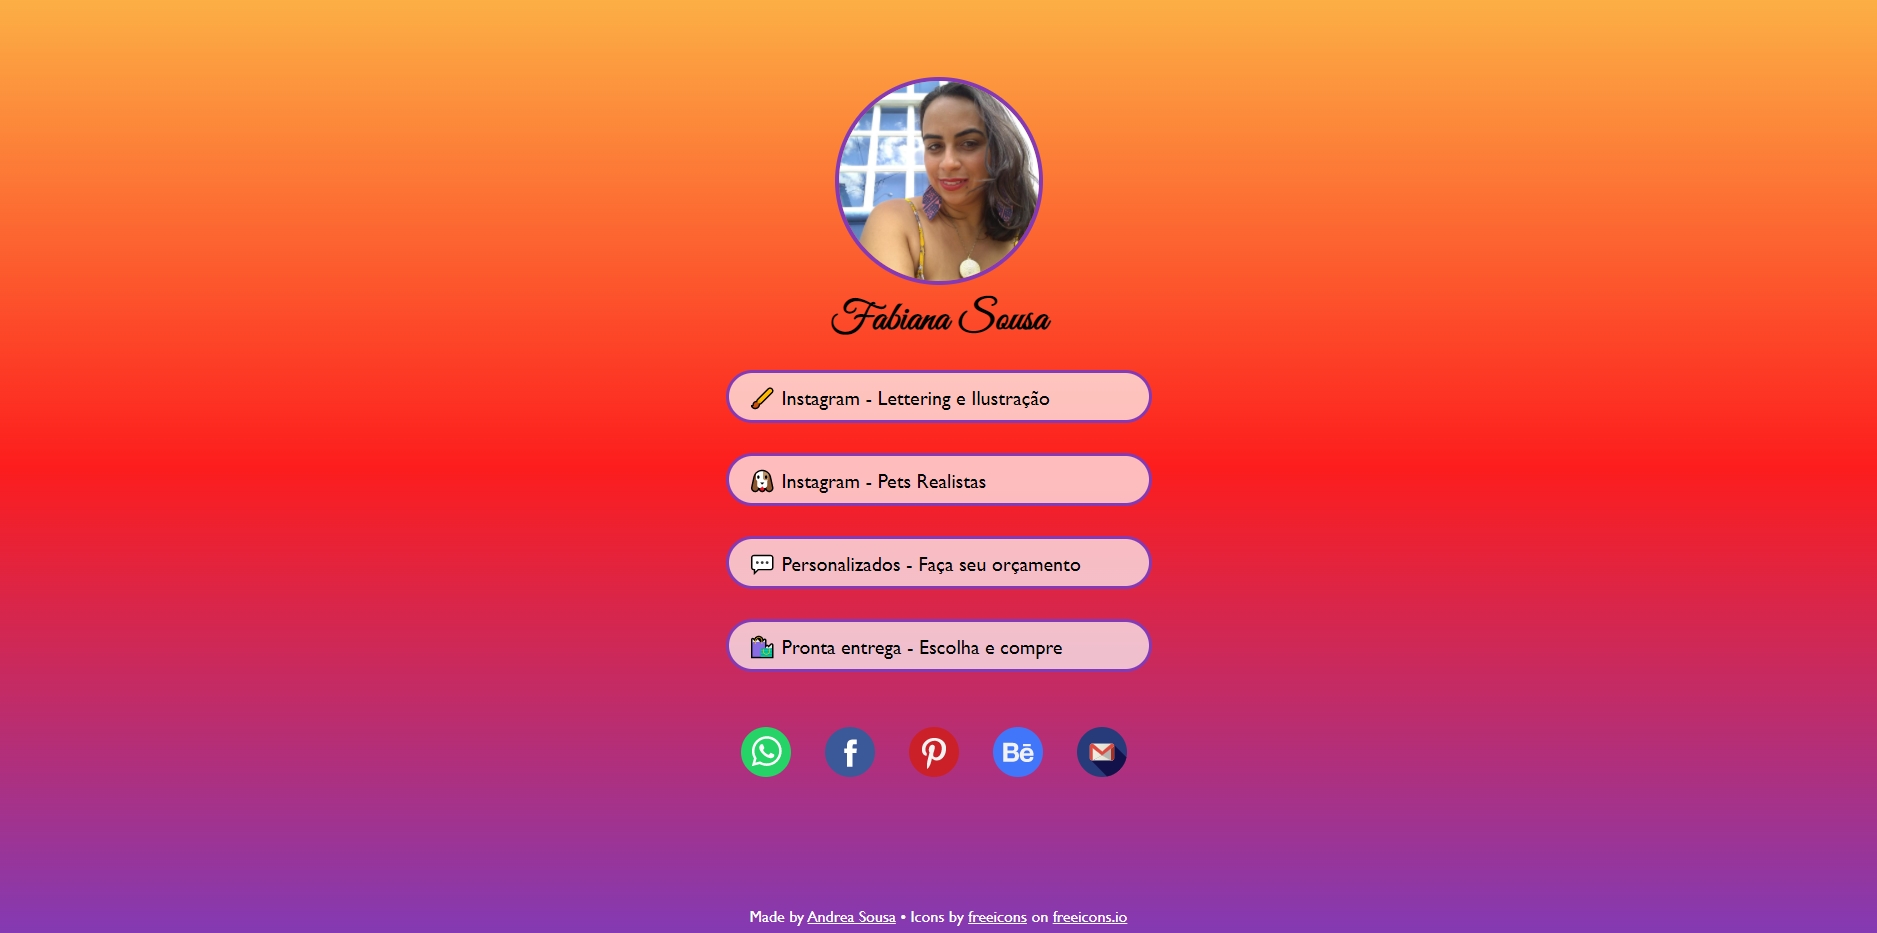 Fabiana Sousa
Instagram - Lettering e Ilustração
Instagram - Pets Realistas
Personalizados - Faça seu orçamento
Pronta entrega - Escolha e compre
f
Bē
Made by Andrea Sousa • Icons by freeicons on freeicons.io